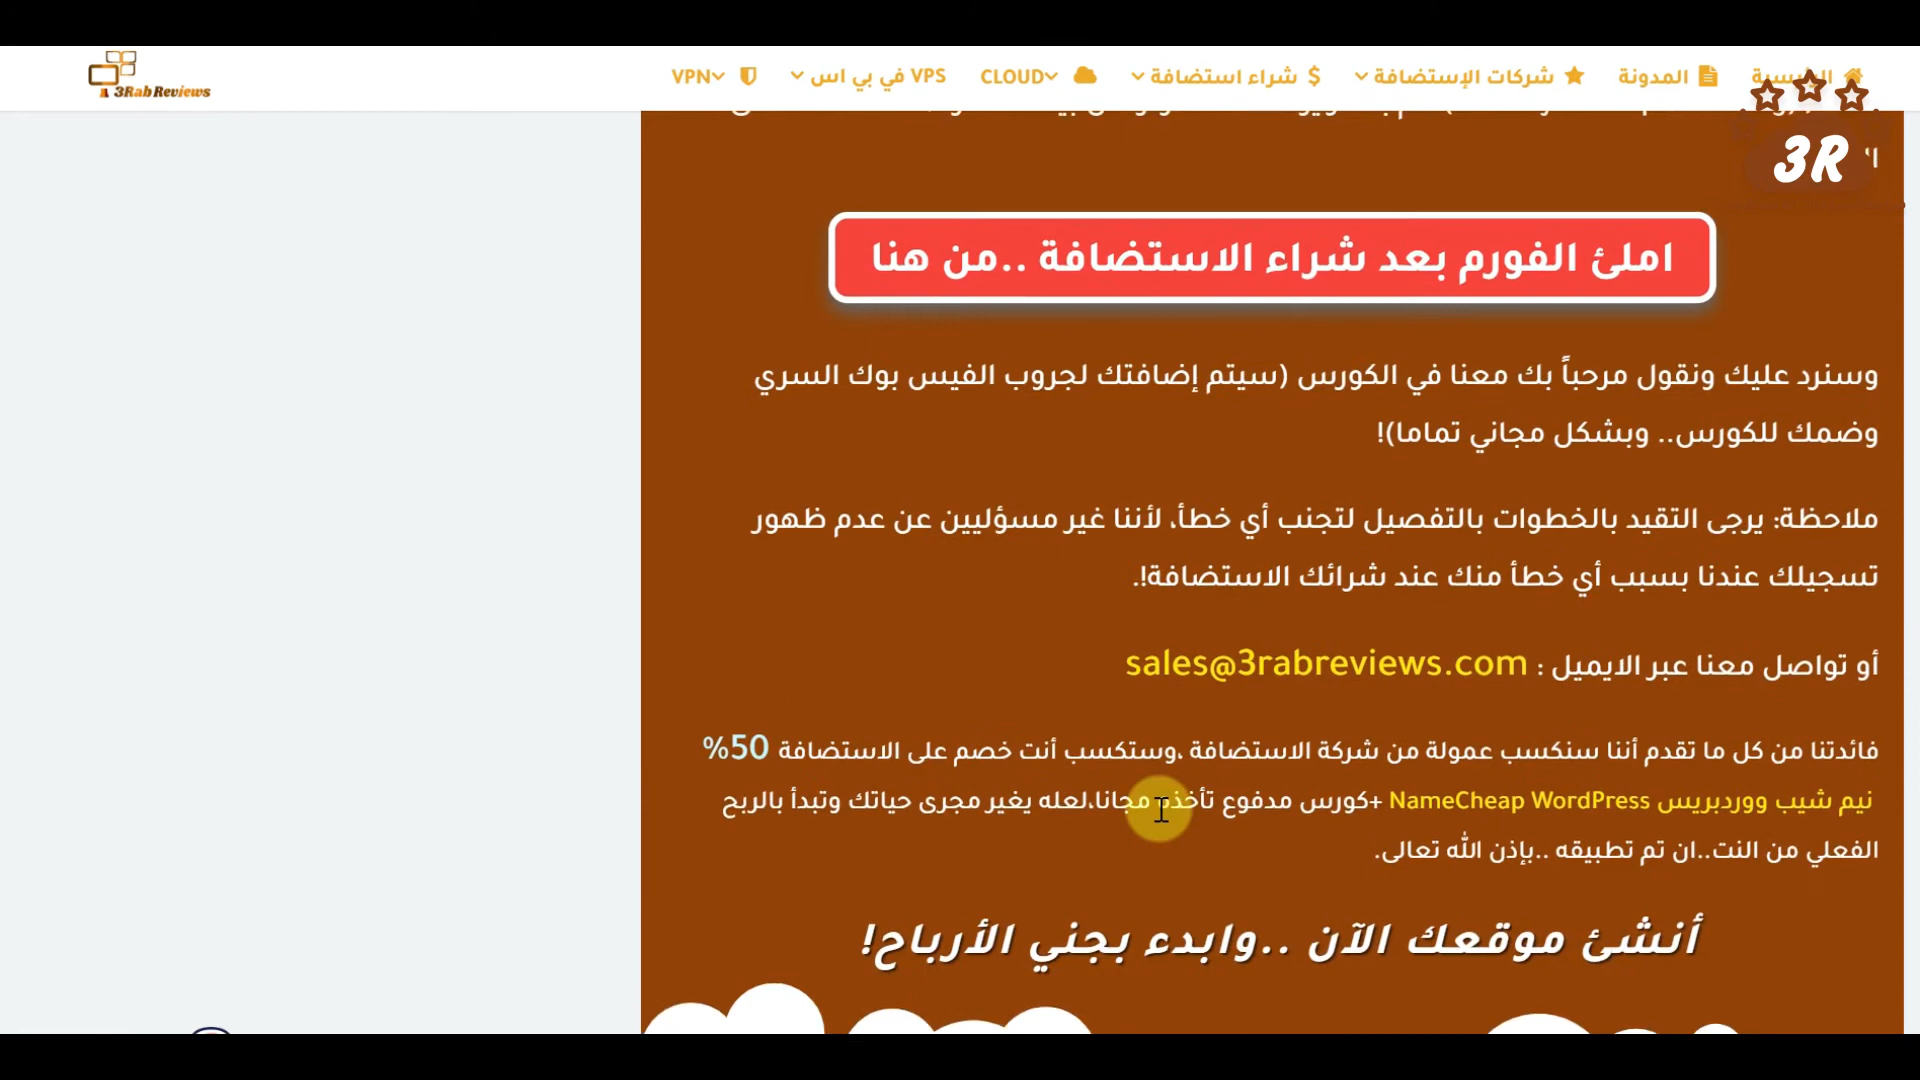 3Rab Reviews
الرئيسية
المدونة
شركات الإستضافة
شراء استضافة
CLOUD
VPS في بي اس
VPN
3R
املئ الفورم بعد شراء الاستضافة ..من هنا
وسنرد عليك ونقول مرحباً بك معنا في الكورس (سيتم إضافتك لجروب الفيس بوك السري
وضمك للكورس.. وبشكل مجاني تماما)!
ملاحظة: يرجى التقيد بالخطوات بالتفصيل لتجنب أي خطأ، لأننا غير مسؤليين عن عدم ظهور
تسجيلك عندنا بسبب أي خطأ منك عند شرائك الاستضافة!.
أو تواصل معنا عبر الايميل : sales@3rabreviews.com
فائدتنا من كل ما تقدم أننا سنكسب عمولة من شركة الاستضافة ،وستكسب أنت خصم على الاستضافة 50%
نيم شيب ووردبريس NameCheap WordPress +كورس مدفوع تأخذه مجانا،لعله يغير مجرى حياتك وتبدأ بالربح
الفعلي من النت..ان تم تطبيقه ..بإذن الله تعالى.
أنشئ موقعك الآن ..وابدء بجني الأرباح!